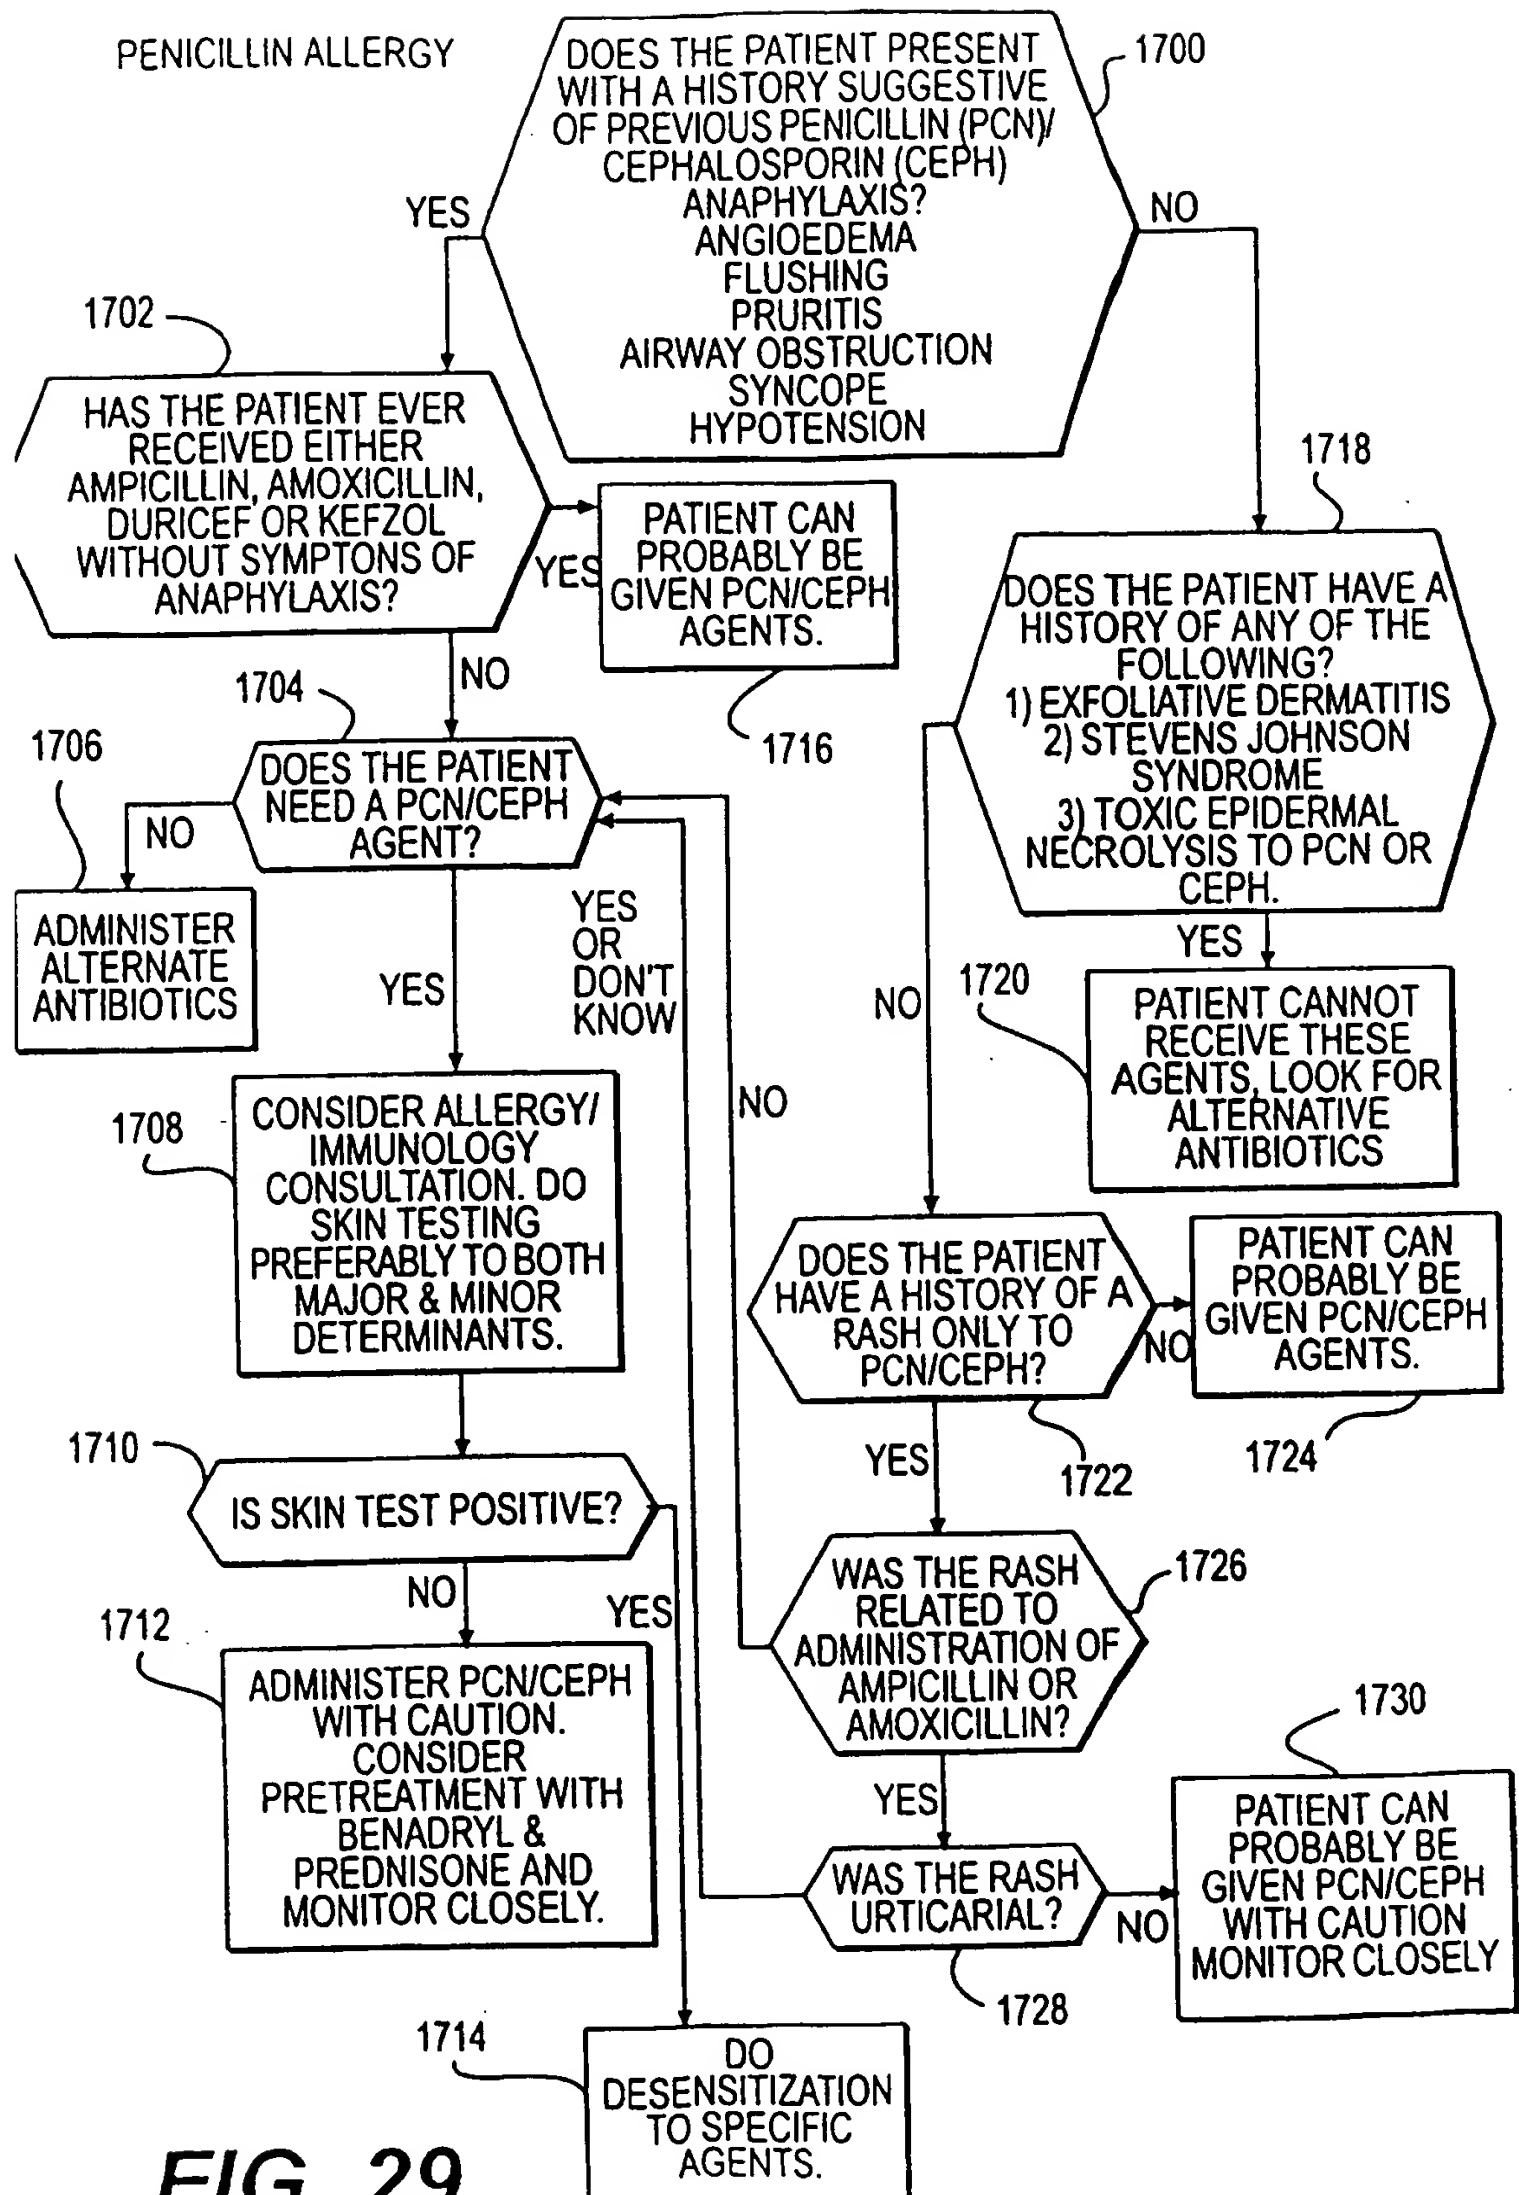 PENICILLIN ALLERGY
DOES THE PATIENT PRESENT
WITH A HISTORY SUGGESTIVE
OF PREVIOUS PENICILLIN (PCN)/
CEPHALOSPORIN (CEPH)
ANAPHYLAXIS?
ANGIOEDEMA
FLUSHING
PRURITIS
AIRWAY OBSTRUCTION
SYNCOPE
HYPOTENSION
1700
YES
NO
1702
HAS THE PATIENT EVER
RECEIVED EITHER
AMPICILLIN, AMOXICILLIN,
DURICEF OR KEFZOL
WITHOUT SYMPTONS OF
ANAPHYLAXIS?
YES
PATIENT CAN
PROBABLY BE
GIVEN PCN/CEPH
AGENTS.
1716
NO
1718
DOES THE PATIENT HAVE A
HISTORY OF ANY OF THE
FOLLOWING?
1) EXFOLIATIVE DERMATITIS
2) STEVENS JOHNSON
SYNDROME
3) TOXIC EPIDERMAL
NECROLYSIS TO PCN OR
CEPH.
1704
DOES THE PATIENT
NEED A PCN/CEPH
AGENT?
1706
NO
ADMINISTER
ALTERNATE
ANTIBIOTICS
YES
YES
OR
DON'T
KNOW
NO
NO
YES
1720
PATIENT CANNOT
RECEIVE THESE
AGENTS, LOOK FOR
ALTERNATIVE
ANTIBIOTICS
1708
CONSIDER ALLERGY/
IMMUNOLOGY
CONSULTATION. DO
SKIN TESTING
PREFERABLY TO BOTH
MAJOR & MINOR
DETERMINANTS.
DOES THE PATIENT
HAVE A HISTORY OF A
RASH ONLY TO
PCN/CEPH?
NO
PATIENT CAN
PROBABLY BE
GIVEN PCN/CEPH
AGENTS.
1724
1722
YES
1710
IS SKIN TEST POSITIVE?
NO
YES
WAS THE RASH
RELATED TO
ADMINISTRATION OF
AMPICILLIN OR
AMOXICILLIN?
1726
1712
ADMINISTER PCN/CEPH
WITH CAUTION.
CONSIDER
PRETREATMENT WITH
BENADRYL &
PREDNISONE AND
MONITOR CLOSELY.
YES
WAS THE RASH
URTICARIAL?
1728
NO
1730
PATIENT CAN
PROBABLY BE
GIVEN PCN/CEPH
WITH CAUTION
MONITOR CLOSELY
1714
DO
DESENSITIZATION
TO SPECIFIC
AGENTS.
FIG. 29